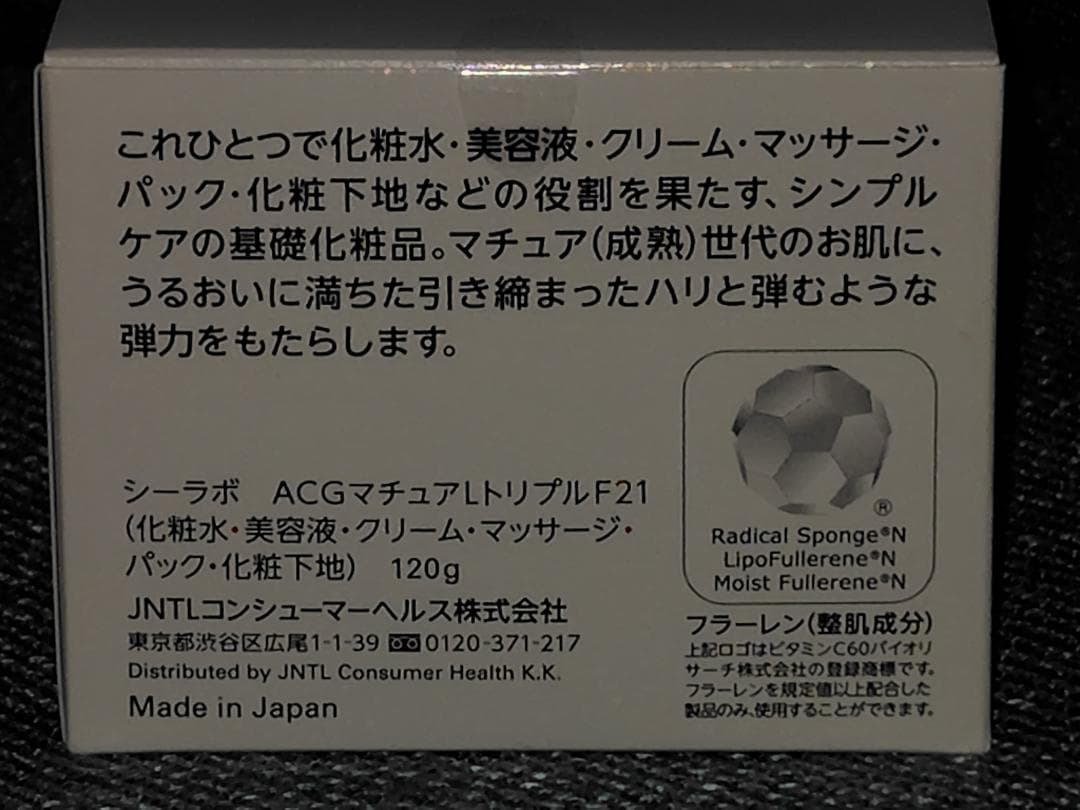 これひとつで化粧水・美容液・クリーム・マッサージ・
パック・化粧下地などの役割を果たす、シンプル
ケアの基礎化粧品。マチュア(成熟)世代のお肌に、
うるおいに満ちた引き締まったハリと弾むような
弾力をもたらします。
シーラボ ACGマチュアLトリプルF21
(化粧水・美容液・クリーム・マッサージ・
パック・化粧下地) 120g
JNTLコンシューマーヘルス株式会社
東京都渋谷区広尾1-1-39 0120-371-217
Distributed by JNTL Consumer Health K.K.
Made in Japan
®
Radical Sponge®N
LipoFullerene®N
Moist Fullerene®N
フラーレン(整肌成分)
上記ロゴはビタミンC60バイオリ
サーチ株式会社の登録商標です。
フラーレンを規定値以上配合した
製品のみ、使用することができます。